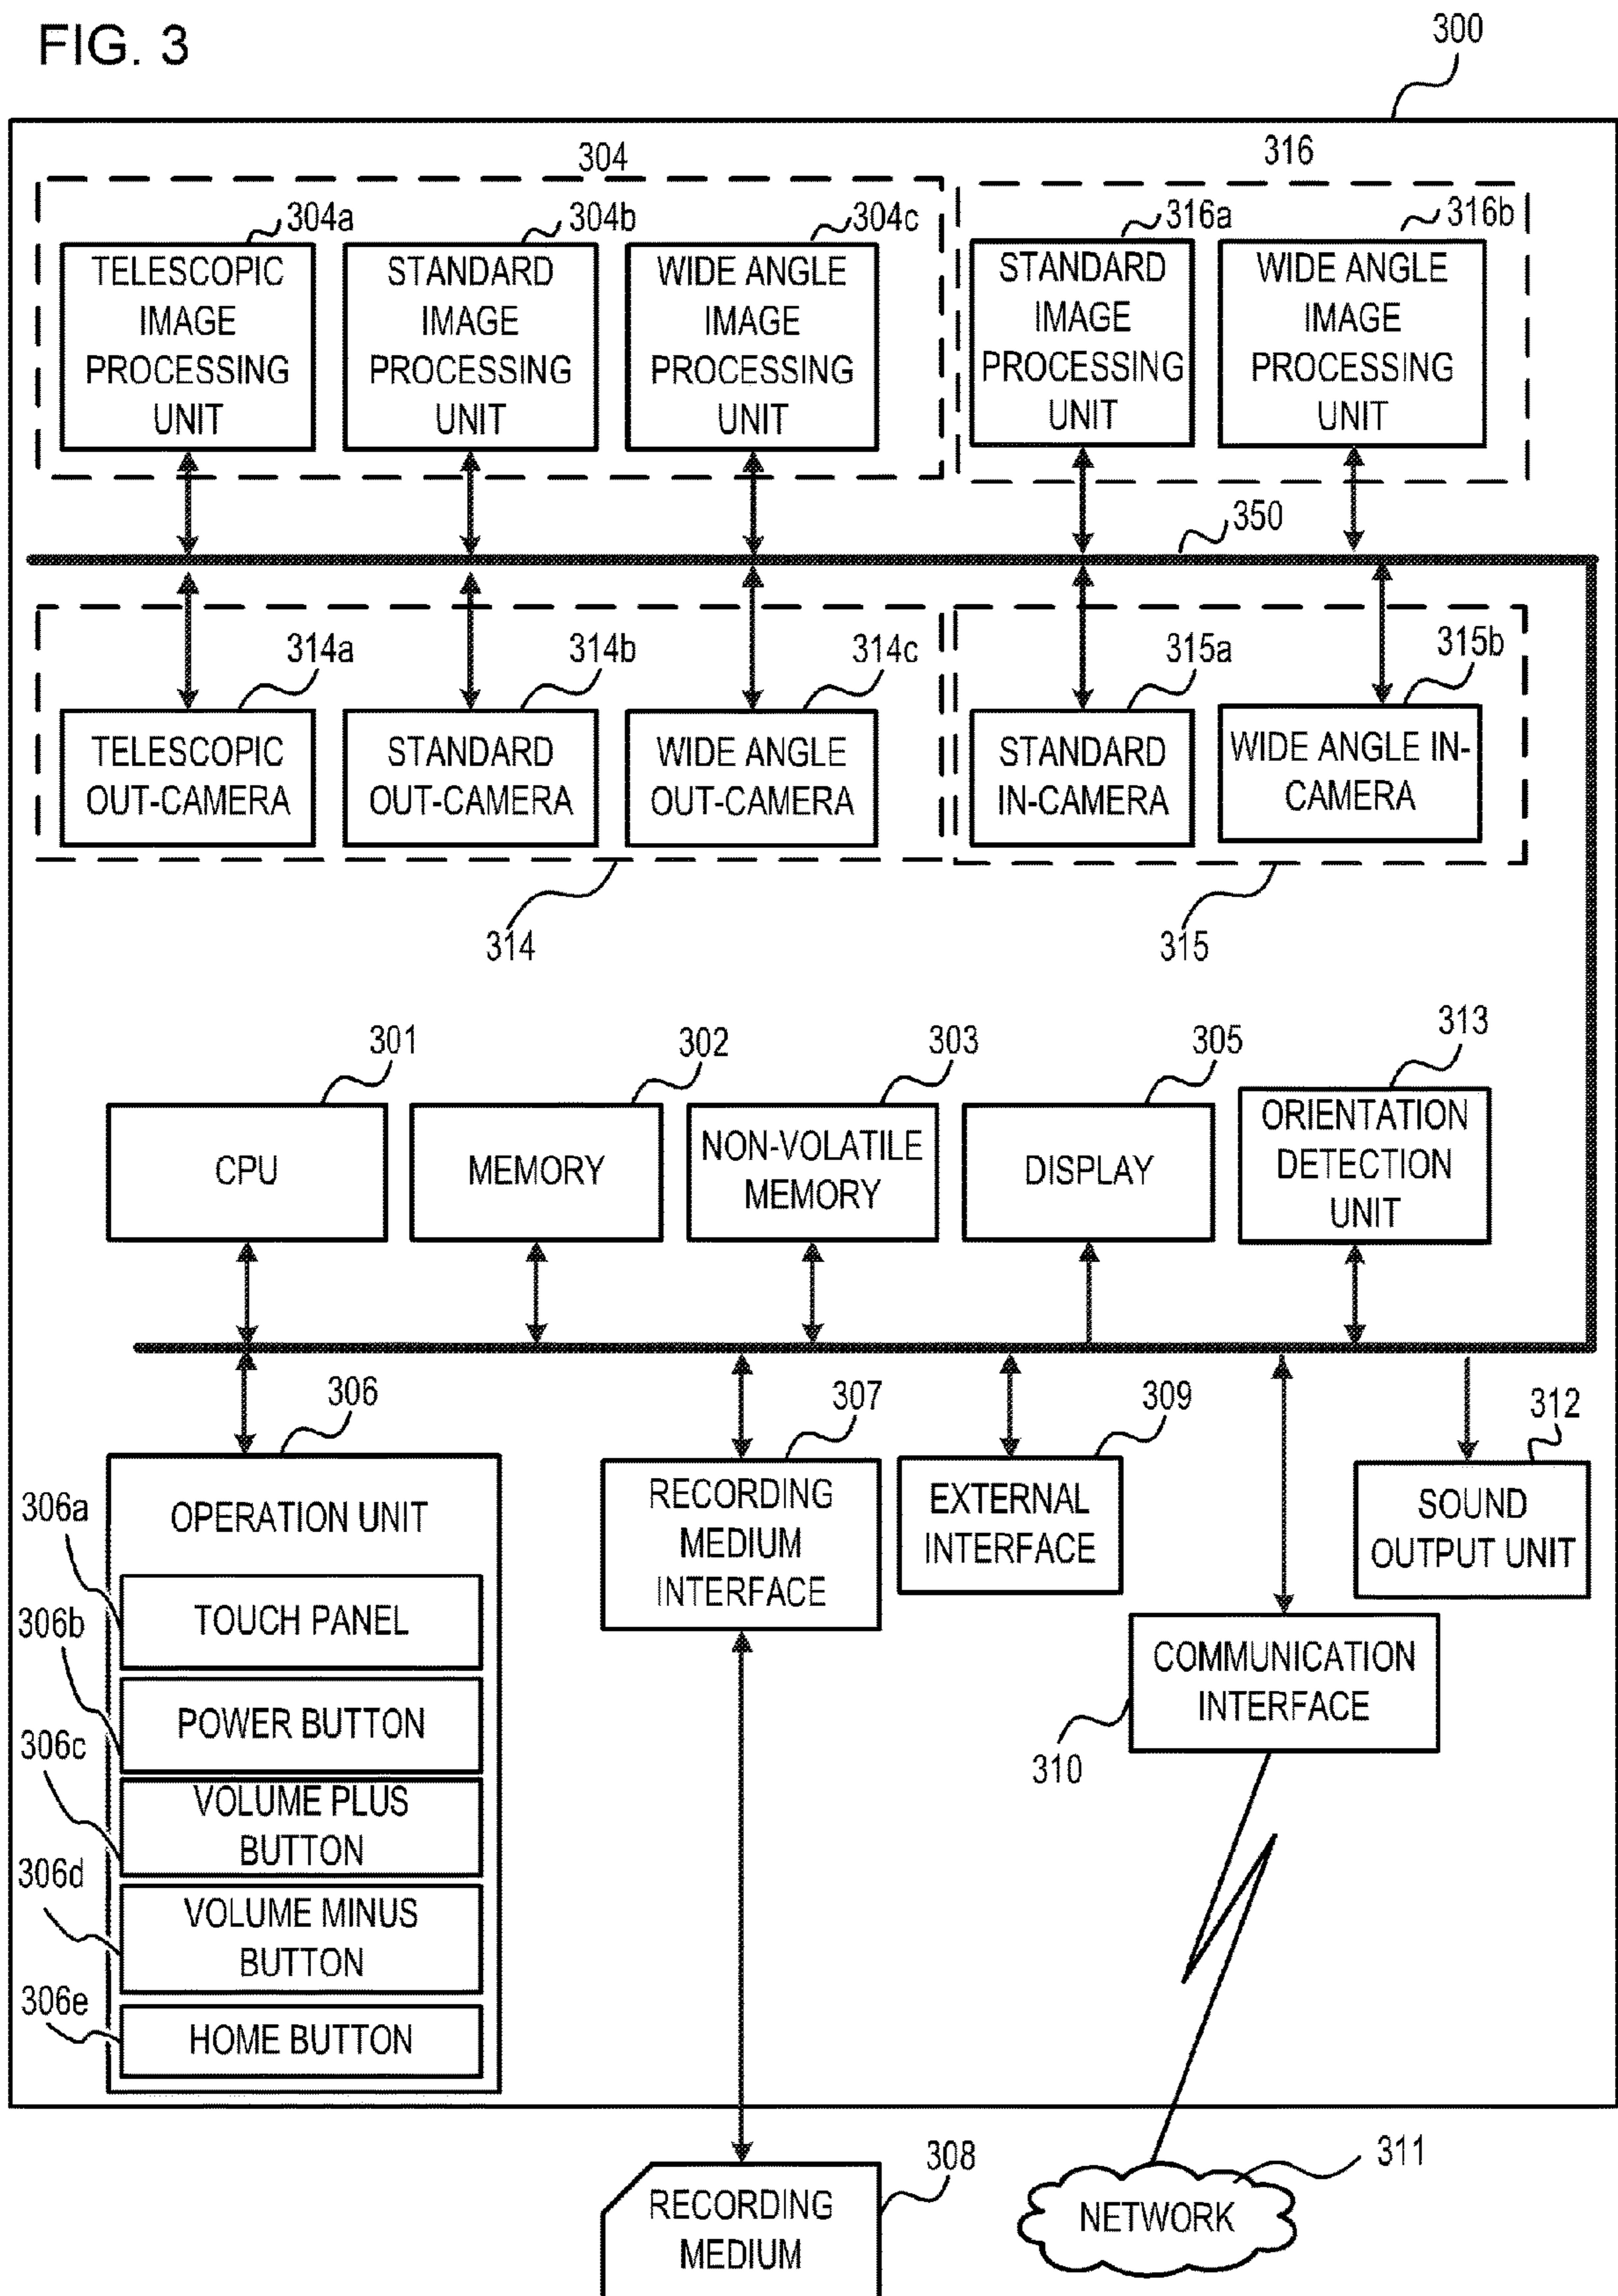 FIG. 3
300
304
316
304a
304b
304c
316a
316b
TELESCOPIC
IMAGE
PROCESSING
UNIT
STANDARD
IMAGE
PROCESSING
UNIT
WIDE ANGLE
IMAGE
PROCESSING
UNIT
STANDARD
IMAGE
PROCESSING
UNIT
WIDE ANGLE
IMAGE
PROCESSING
UNIT
350
314a
314b
314c
315a
315b
TELESCOPIC
OUT-CAMERA
STANDARD
OUT-CAMERA
WIDE ANGLE
OUT-CAMERA
STANDARD
IN-CAMERA
WIDE ANGLE IN-
CAMERA
314
315
301
302
303
305
313
CPU
MEMORY
NON-VOLATILE
MEMORY
DISPLAY
ORIENTATION
DETECTION
UNIT
306
307
309
312
OPERATION UNIT
306a
TOUCH PANEL
306b
POWER BUTTON
306c
VOLUME PLUS
BUTTON
306d
VOLUME MINUS
BUTTON
306e
HOME BUTTON
RECORDING
MEDIUM
INTERFACE
EXTERNAL
INTERFACE
SOUND
OUTPUT UNIT
COMMUNICATION
INTERFACE
310
308
RECORDING
MEDIUM
311
NETWORK